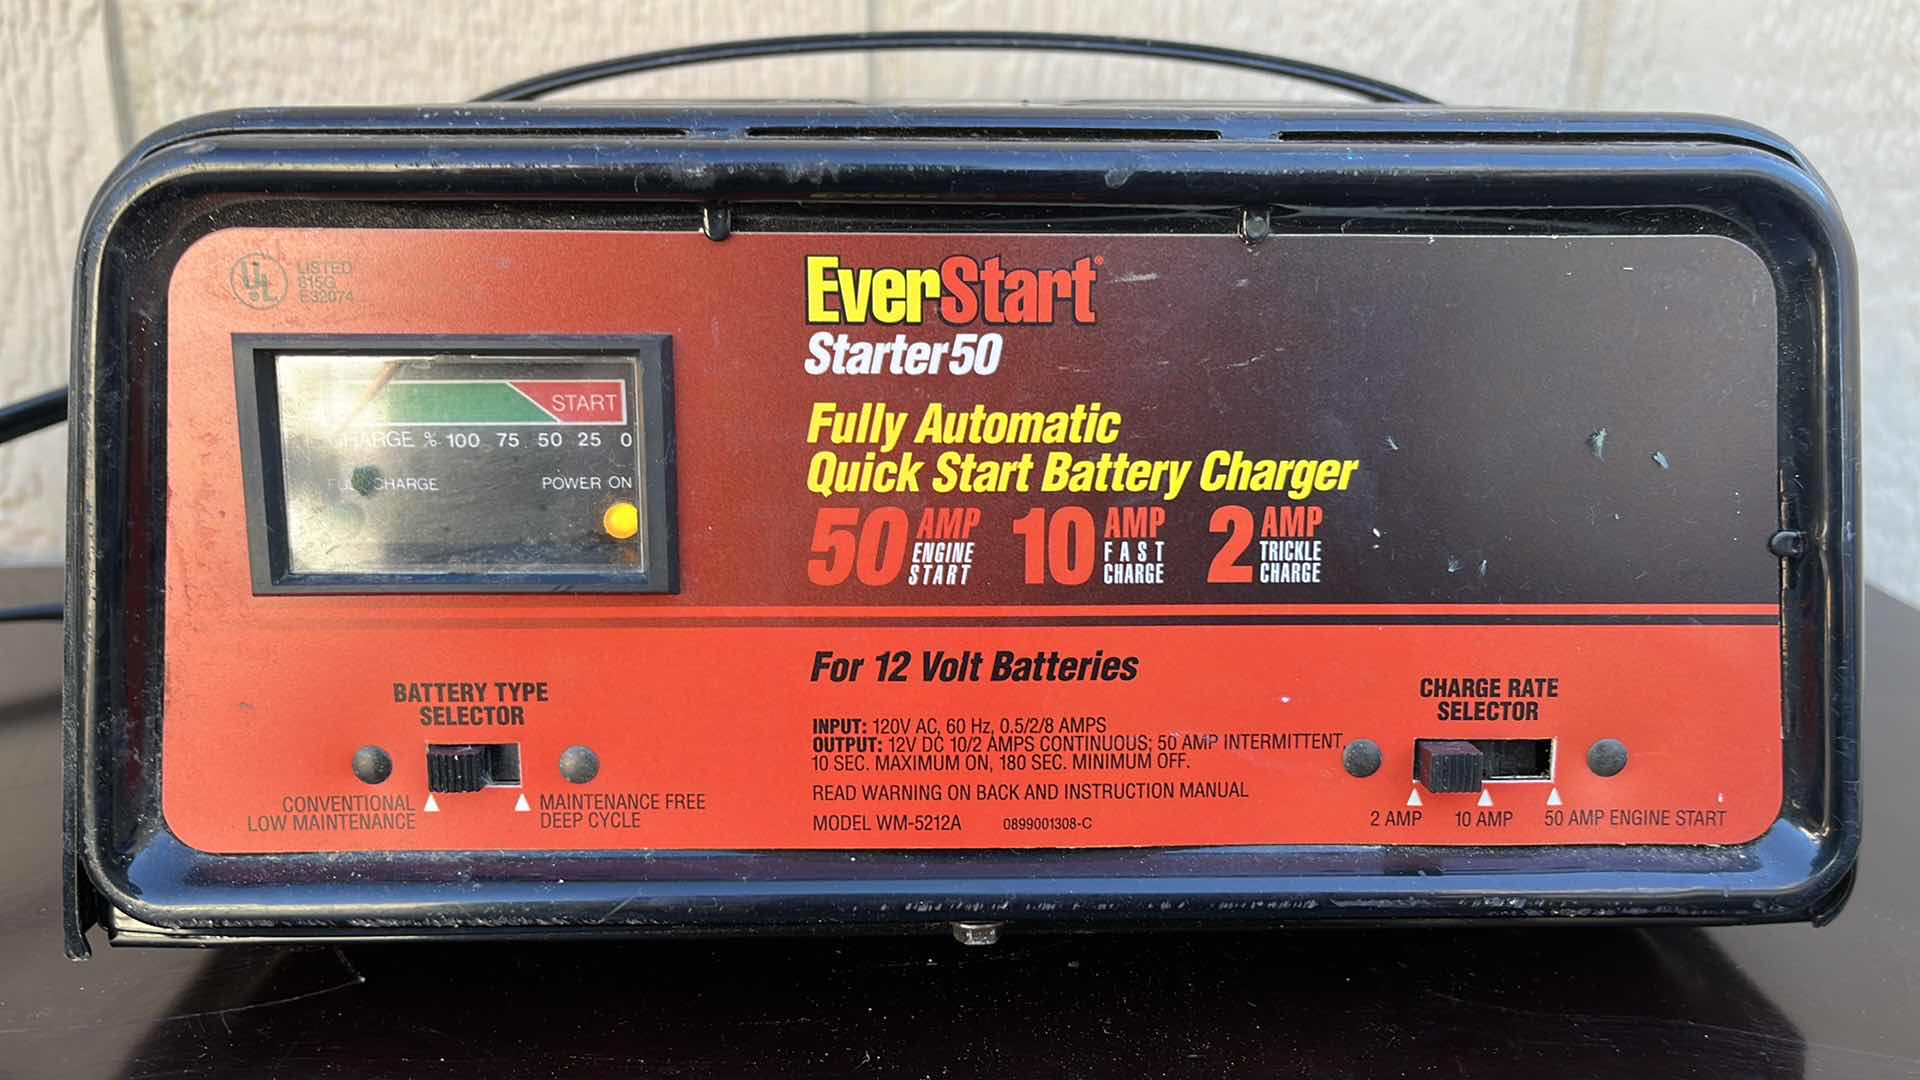 UL LISTED
815G
E32074
START
CHARGE % 100 75 50 25 0
FULL CHARGE POWER ON
EverStart®
Starter50
Fully Automatic
Quick Start Battery Charger
50 AMP ENGINE START
10 AMP FAST CHARGE
2 AMP TRICKLE CHARGE
For 12 Volt Batteries
BATTERY TYPE
SELECTOR
CONVENTIONAL
LOW MAINTENANCE
MAINTENANCE FREE
DEEP CYCLE
INPUT: 120V AC, 60 Hz, 0.5/2/8 AMPS
OUTPUT: 12V DC 10/2 AMPS CONTINUOUS; 50 AMP INTERMITTENT,
10 SEC. MAXIMUM ON, 180 SEC. MINIMUM OFF.
READ WARNING ON BACK AND INSTRUCTION MANUAL
MODEL WM-5212A 0899001308-C
CHARGE RATE
SELECTOR
2 AMP 10 AMP 50 AMP ENGINE START